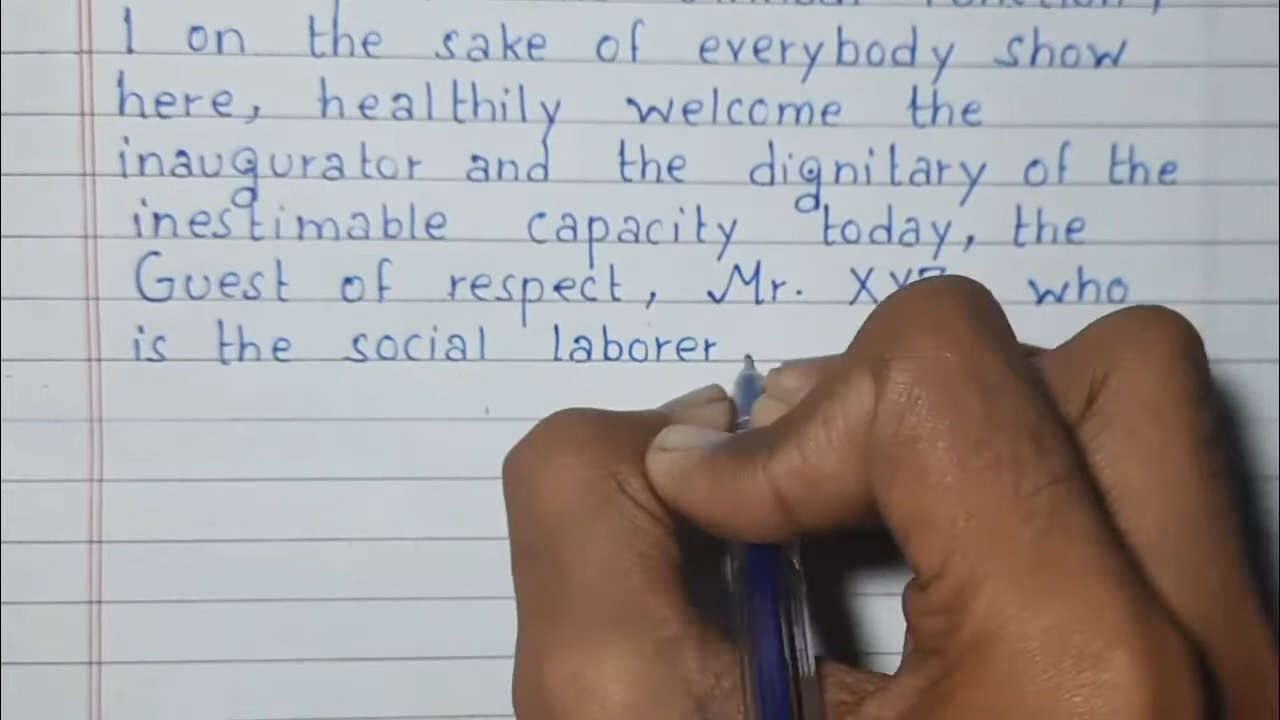 I on the sake of everybody show
here, healthily welcome the
inaugurator and the dignitary of the
inestimable capacity today, the
Guest of respect, Mr. XYZ who
is the social laborer